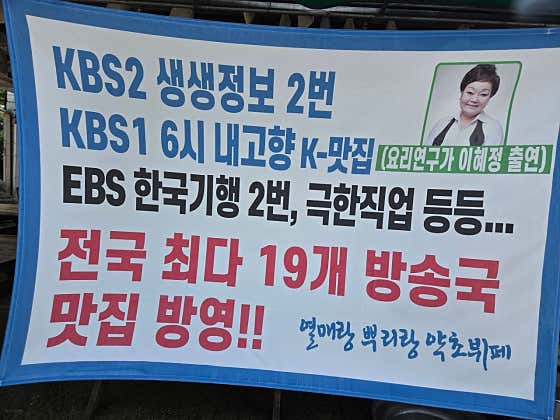 KBS2 생생정보 2번
KBS1 6시 내고향 K-맛집 (요리연구가 이혜정 출연)
EBS 한국기행 2번, 극한직업 등등...
전국 최다 19개 방송국
맛집 방영!!
열매랑 뿌리랑 약초뷔페